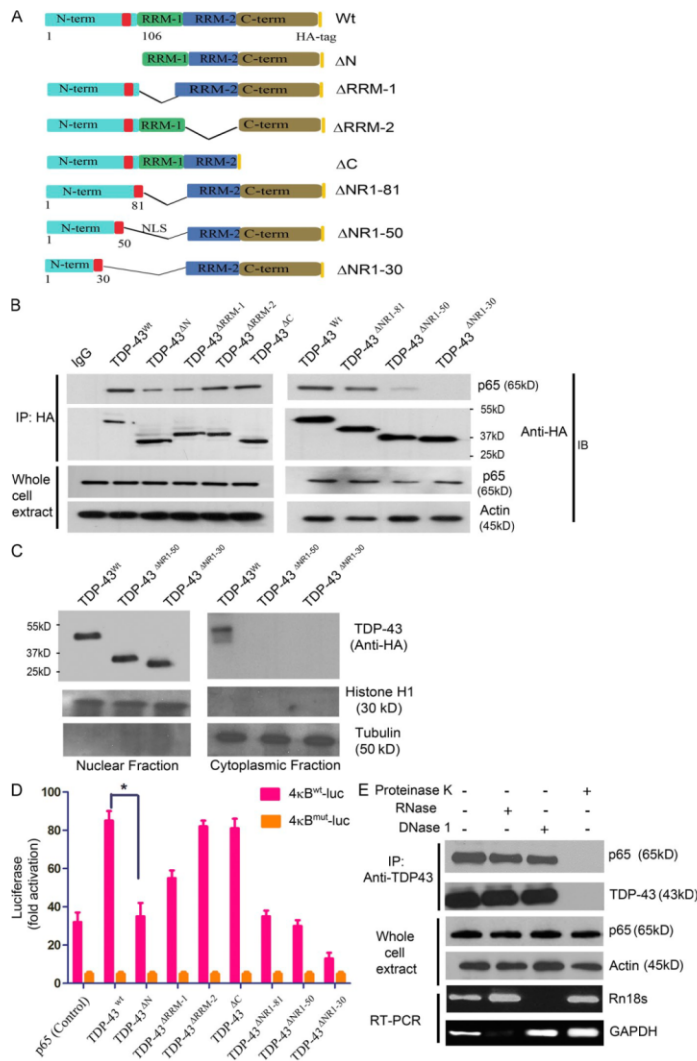 A
N-term RRM-1 RRM-2 C-term Wt
1 106 HA-tag
RRM-1 RRM-2 C-term ΔN
N-term RRM-2 C-term ΔRRM-1
N-term RRM-1 C-term ΔRRM-2
N-term RRM-1 RRM-2 ΔC
N-term RRM-2 C-term ΔNR1-81
1 81
N-term NLS RRM-2 C-term ΔNR1-50
1 50
N-term RRM-2 C-term ΔNR1-30
1 30
B
IgG TDP-43Wt TDP-43ΔN TDP-43ΔRRM-1 TDP-43ΔRRM-2 TDP-43ΔC TDP-43Wt TDP-43ΔNR1-81 TDP-43ΔNR1-50 TDP-43ΔNR1-30
p65 (65kD)
IP: HA
55kD
37kD
25kD
Anti-HA
IB
Whole
cell
extract
p65
(65kD)
Actin
(45kD)
C
TDP-43Wt TDP-43ΔNR1-50 TDP-43ΔNR1-30 TDP-43Wt TDP-43ΔNR1-50 TDP-43ΔNR1-30
55kD
37kD
25kD
TDP-43
(Anti-HA)
Histone H1
(30 kD)
Tubulin
(50 kD)
Nuclear Fraction Cytoplasmic Fraction
D
*
4κBwt-luc
4κBmut-luc
Luciferase
(fold activation)
100
80
60
40
20
0
p65 (Control) TDP-43wt TDP-43ΔN TDP-43ΔRRM-1 TDP-43ΔRRM-2 TDP-43ΔC TDP-43ΔNR1-81 TDP-43ΔNR1-50 TDP-43ΔNR1-30
E
Proteinase K - - - +
RNase - + - -
DNase 1 - - + -
IP:
Anti-TDP43
p65 (65kD)
TDP-43 (43kD)
Whole
cell
extract
p65 (65kD)
Actin (45kD)
RT-PCR
Rn18s
GAPDH